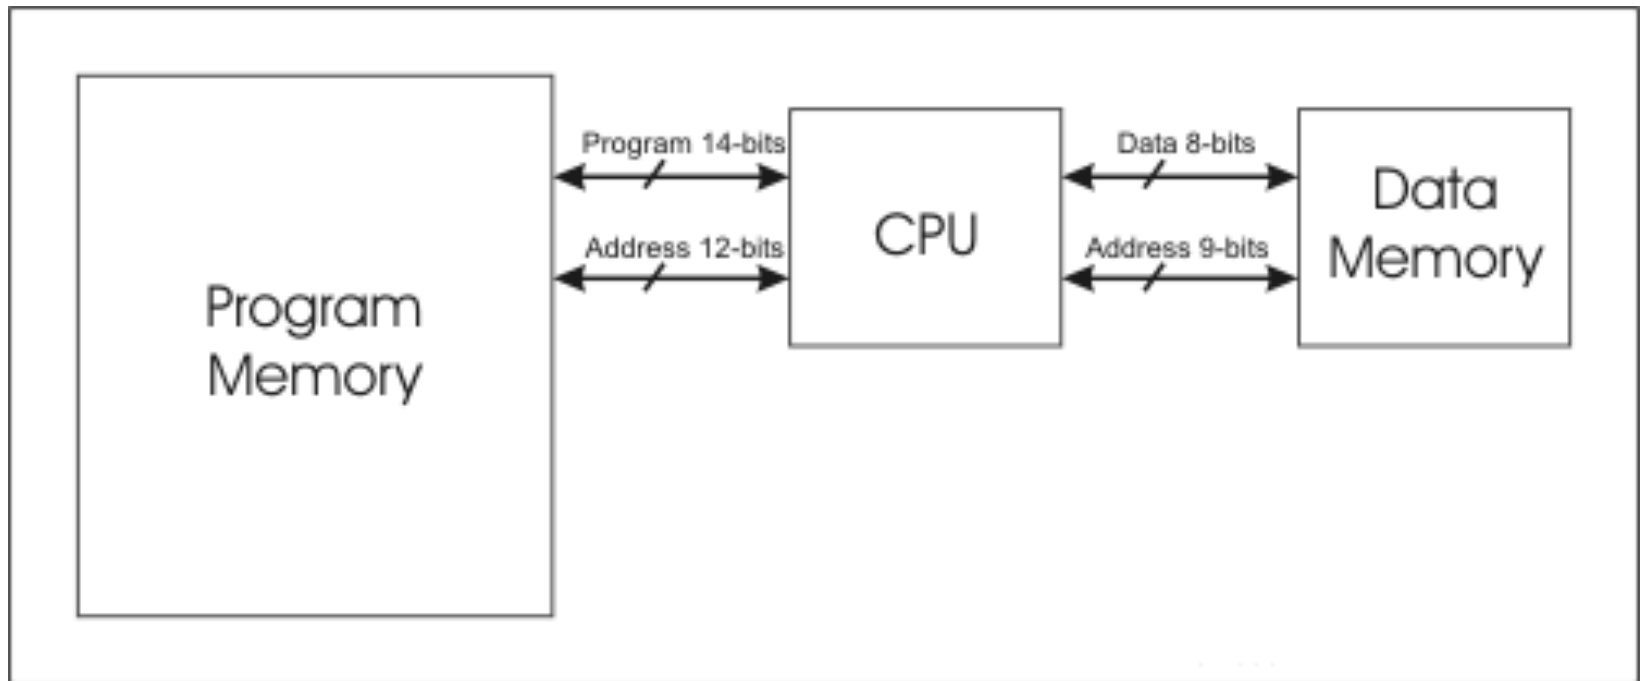 Program 14-bits
Address 12-bits
Program
Memory
CPU
Data 8-bits
Address 9-bits
Data
Memory